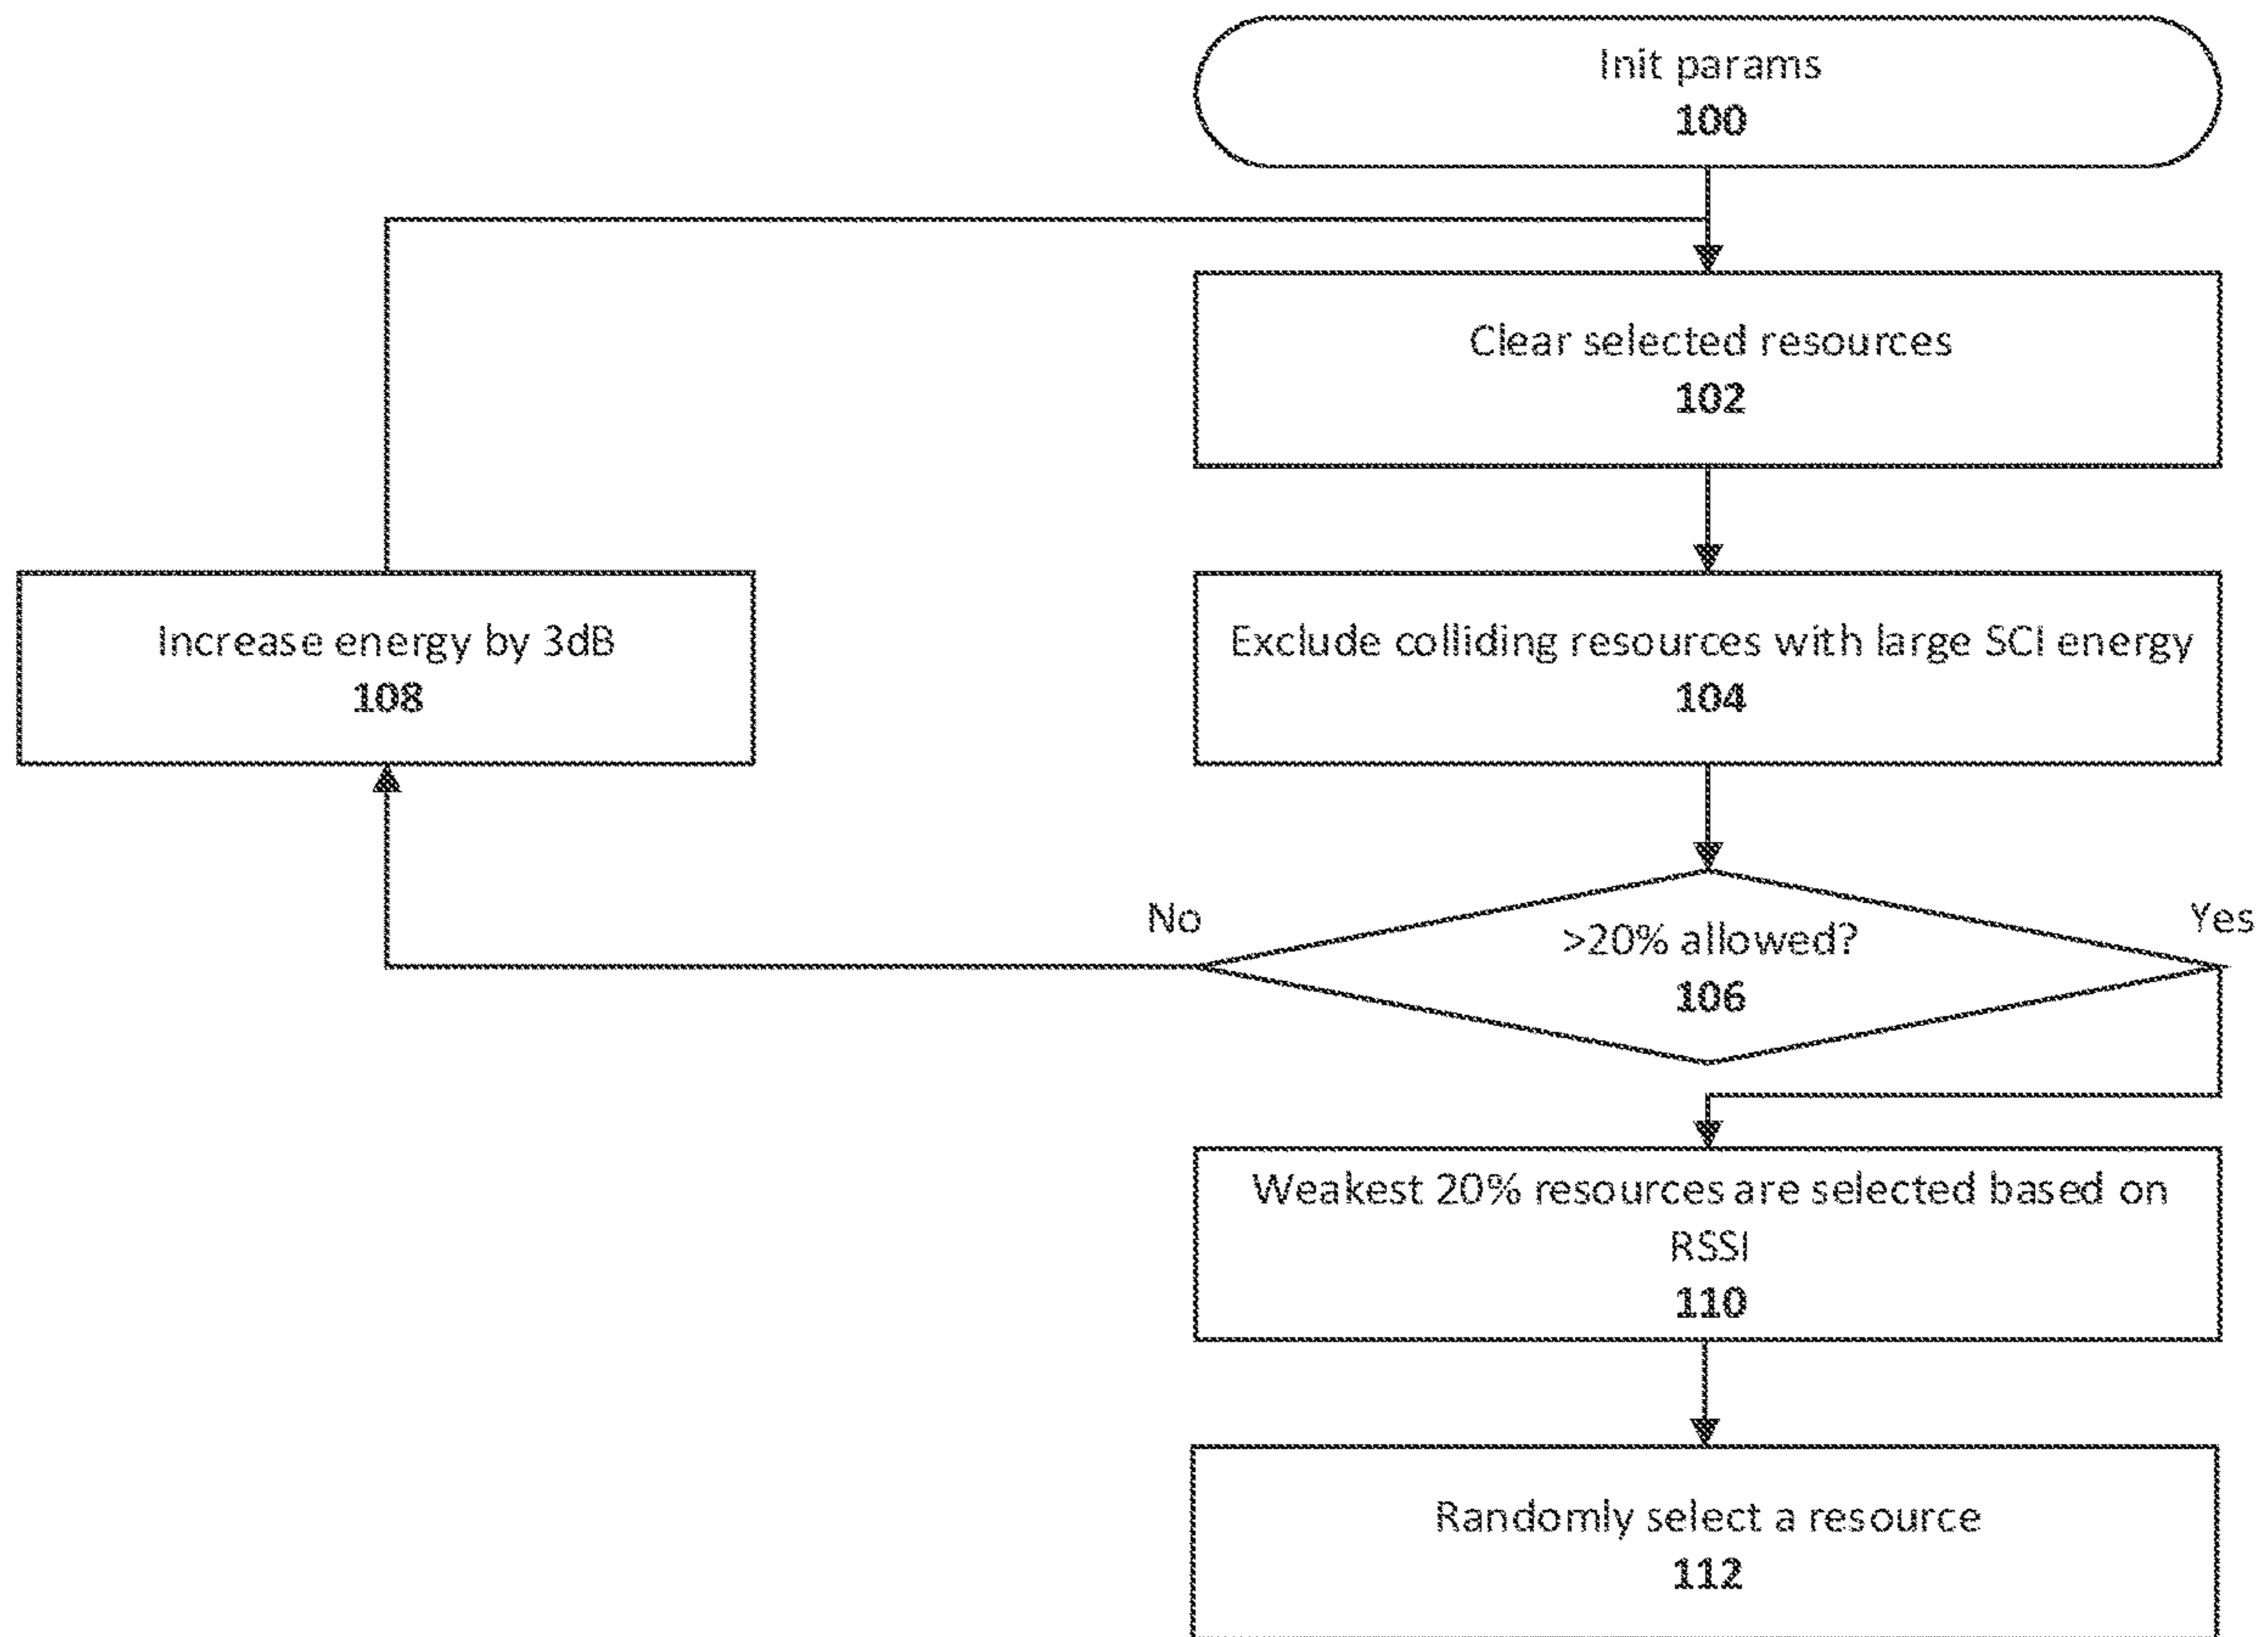 Init params
100
Clear selected resources
102
Increase energy by 3dB
108
Exclude colliding resources with large SCI energy
104
No
>20% allowed?
106
Yes
Weakest 20% resources are selected based on
RSSI
110
Randomly select a resource
112